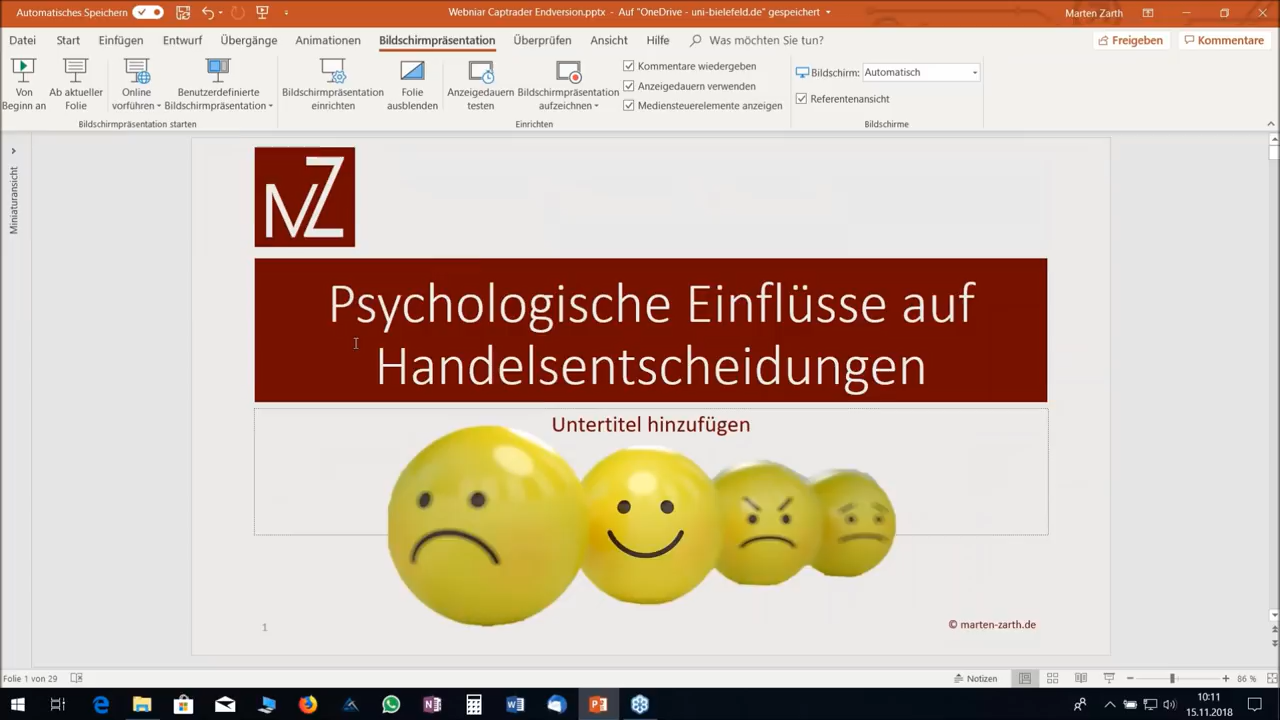 Automatisches Speichern
Webniar Captrader Endversion.pptx - Auf "OneDrive - uni-bielefeld.de" gespeichert
Marten Zarth
Datei Start Einfügen Entwurf Übergänge Animationen Bildschirmpräsentation Überprüfen Ansicht Hilfe Was möchten Sie tun? Freigeben Kommentare
Von Beginn an
Ab aktueller Folie
Online vorführen
Benutzerdefinierte Bildschirmpräsentation
Bildschirmpräsentation einrichten
Folie ausblenden
Anzeigedauern testen
Bildschirmpräsentation aufzeichnen
Kommentare wiedergeben
Anzeigedauern verwenden
Mediensteuerelemente anzeigen
Bildschirm: Automatisch
Referentenansicht
Bildschirmpräsentation starten
Einrichten
Bildschirme
Miniaturansicht
MZ
Psychologische Einflüsse auf
Handelsentscheidungen
Untertitel hinzufügen
1
© marten-zarth.de
Folie 1 von 29
Notizen
86 %
10:11
15.11.2018